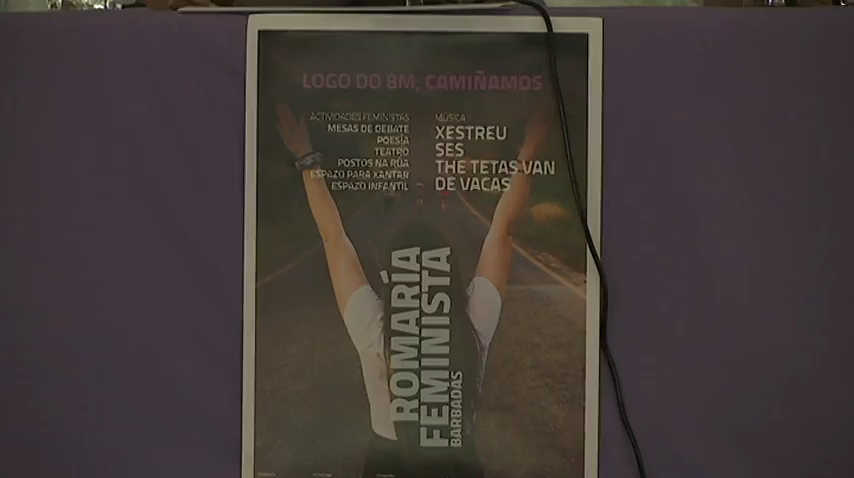 LOGO DO 8M, CAMIÑAMOS
ACTIVIDADES FEMINISTAS
MESAS DE DEBATE
POESÍA
TEATRO
POSTOS NA RÚA
ESPAZO PARA XANTAR
ESPAZO INFANTIL
MÚSICA
XESTREU
SES
THE TETAS VAN
DE VACAS
ROMARÍA
FEMINISTA
BARBADAS